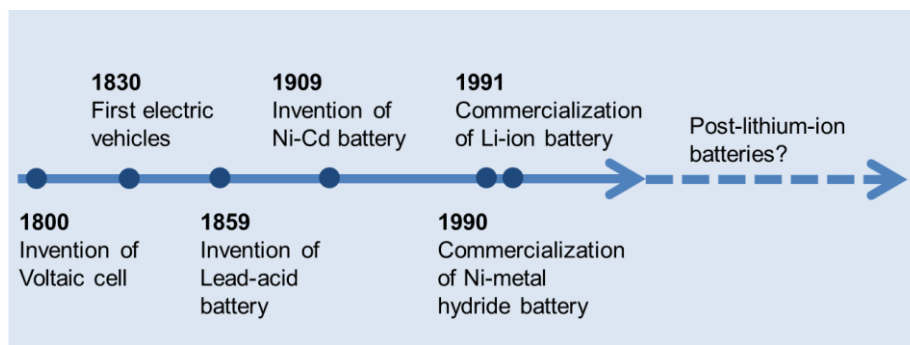 1830
First electric
vehicles
1909
Invention of
Ni-Cd battery
1991
Commercialization
of Li-ion battery
Post-lithium-ion
batteries?
1800
Invention of
Voltaic cell
1859
Invention of
Lead-acid
battery
1990
Commercialization
of Ni-metal
hydride battery